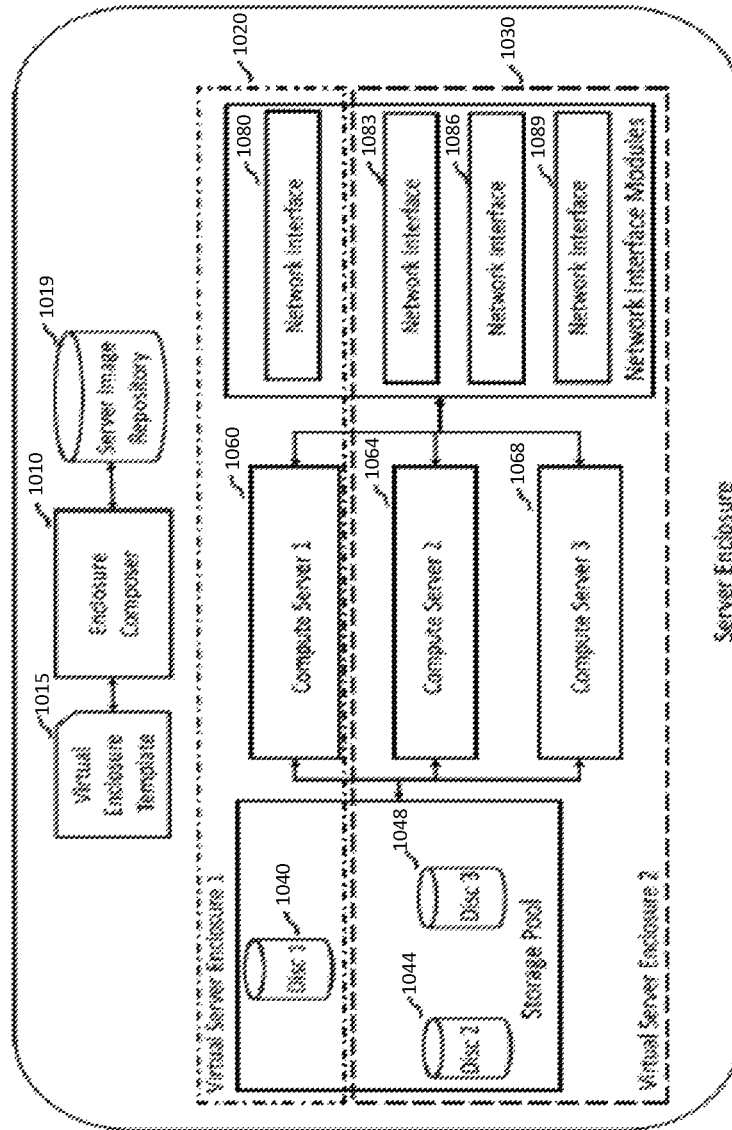 1015
Virtual
Enclosure
Template
1010
Enclosure
Composer
1019
Server Image
Repository
Virtual Server Enclosure 1
1020
1040
Disc 1
1060
Compute Server 1
1080
Network Interface
1030
1044
Disc 2
1048
Disc 3
Storage Pool
1064
Compute Server 2
1068
Compute Server 3
1083
Network Interface
1086
Network Interface
1089
Network Interface
Network Interface Modules
Virtual Server Enclosure 2
Server Enclosure